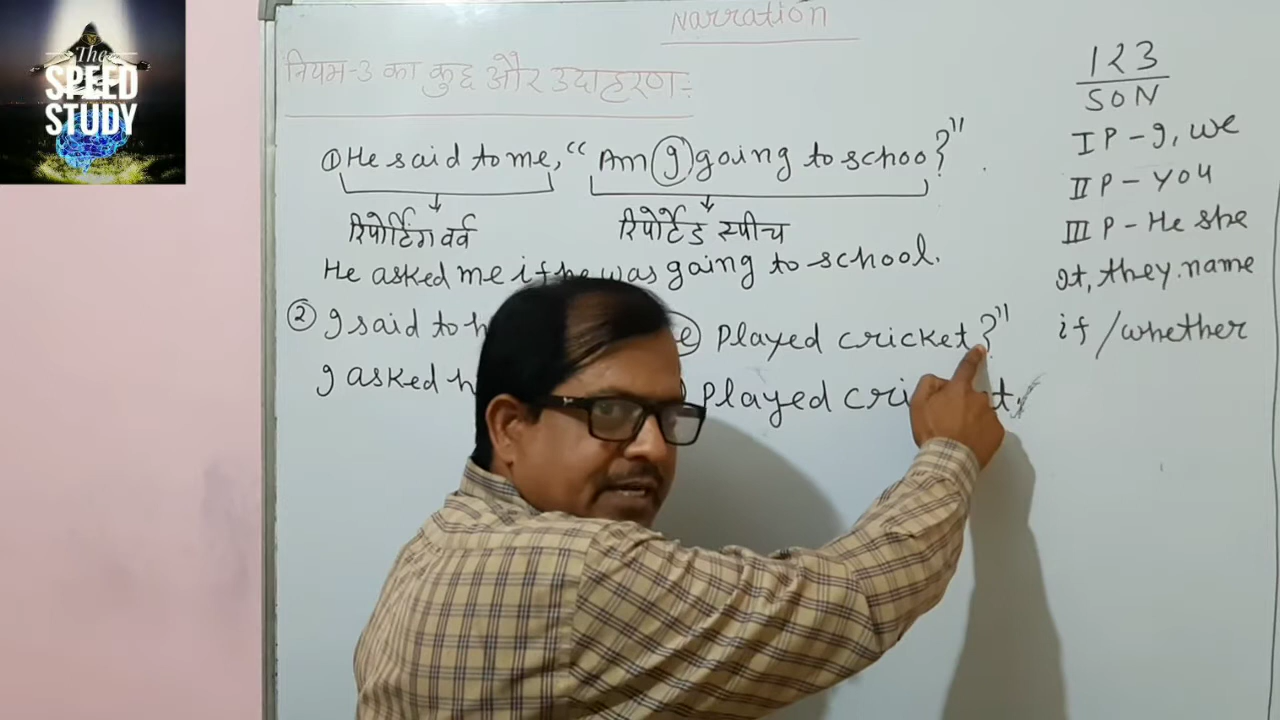 The
SPEED
STUDY
Narration
नियम-3 का कुछ और उदाहरण:-
① He said to me, “Am I going to schoo?”
रिपोर्टिंग वर्व
रिपोर्टेड स्पीच
He asked me if he was going to school.
② I said to h
e Played cricket?”
I asked h
Played cri t.
1 2 3
S O N
I P - I, we
II P - YOU
III P - He she
It, they. name
if / whether